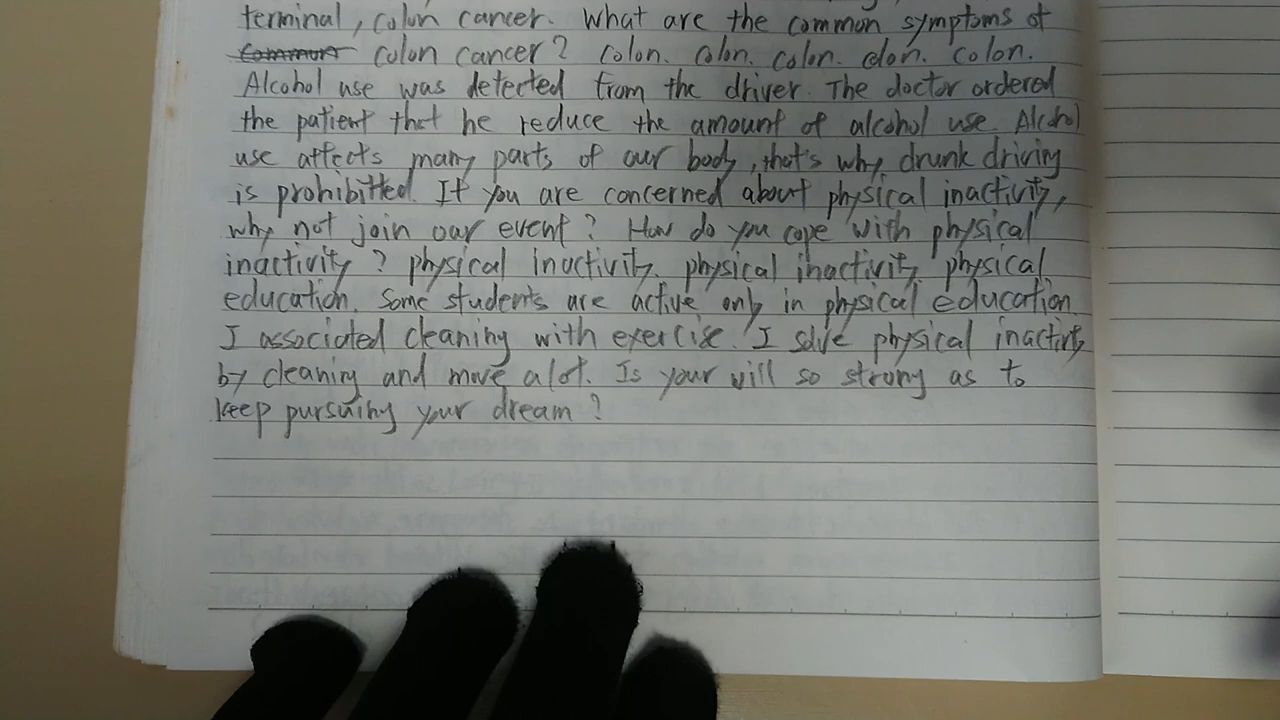 terminal, colon cancer. What are the common symptoms of
common colon cancer? Colon. Colon. colon. colon. colon.
Alcohol use was detected from the driver. The doctor ordered
the patient that he reduce the amount of alcohol use. Alcohol
use affects many parts of our body, that's why drunk driving
is prohibitted. If you are concerned about physical inactivity,
why not join our event? How do you cope with physical
inactivity? physical inactivity. physical inactivity physical
education. Some students are active only in physical education.
I associated cleaning with exercise. I solve physical inactivity
by cleaning and move a lot. Is your will so strong as to
keep pursuing your dream?